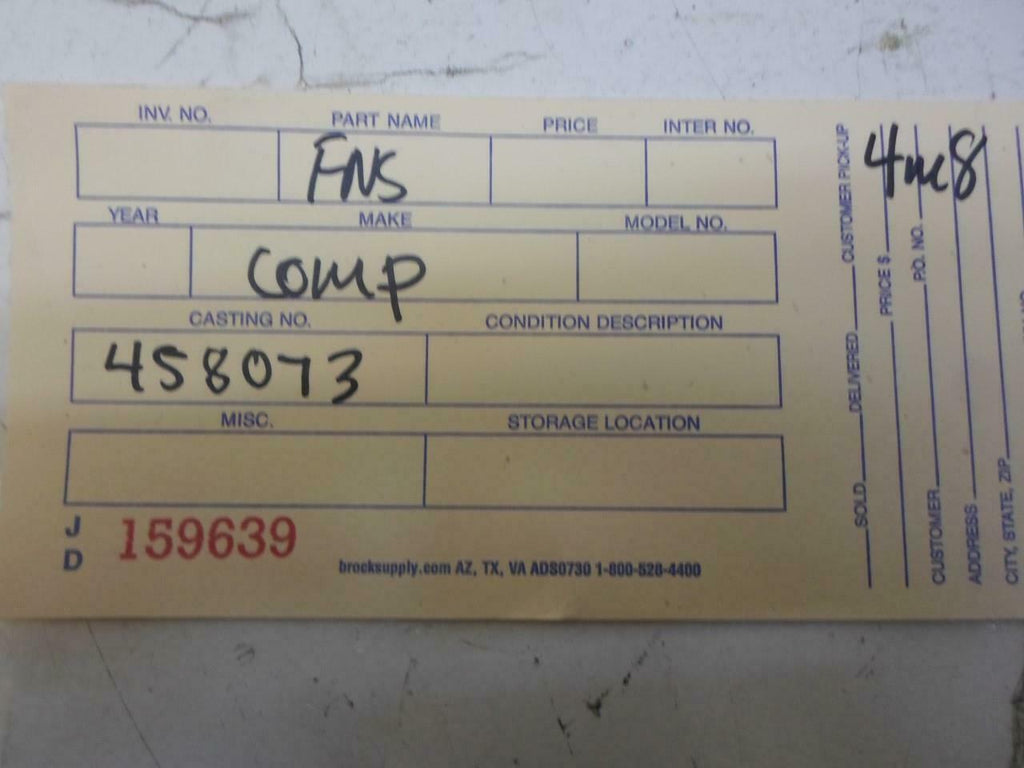 INV. NO. PART NAME PRICE INTER NO.
FNS
YEAR MAKE MODEL NO.
comp
CASTING NO. CONDITION DESCRIPTION
458073
MISC. STORAGE LOCATION
J
D
159639
brocksupply.com AZ, TX, VA ADS0730 1-800-520-4400
4m8
SOLD DELIVERED CUSTOMER PICK-UP
PRICE $
CUSTOMER P.O. NO.
ADDRESS
CITY, STATE, ZIP